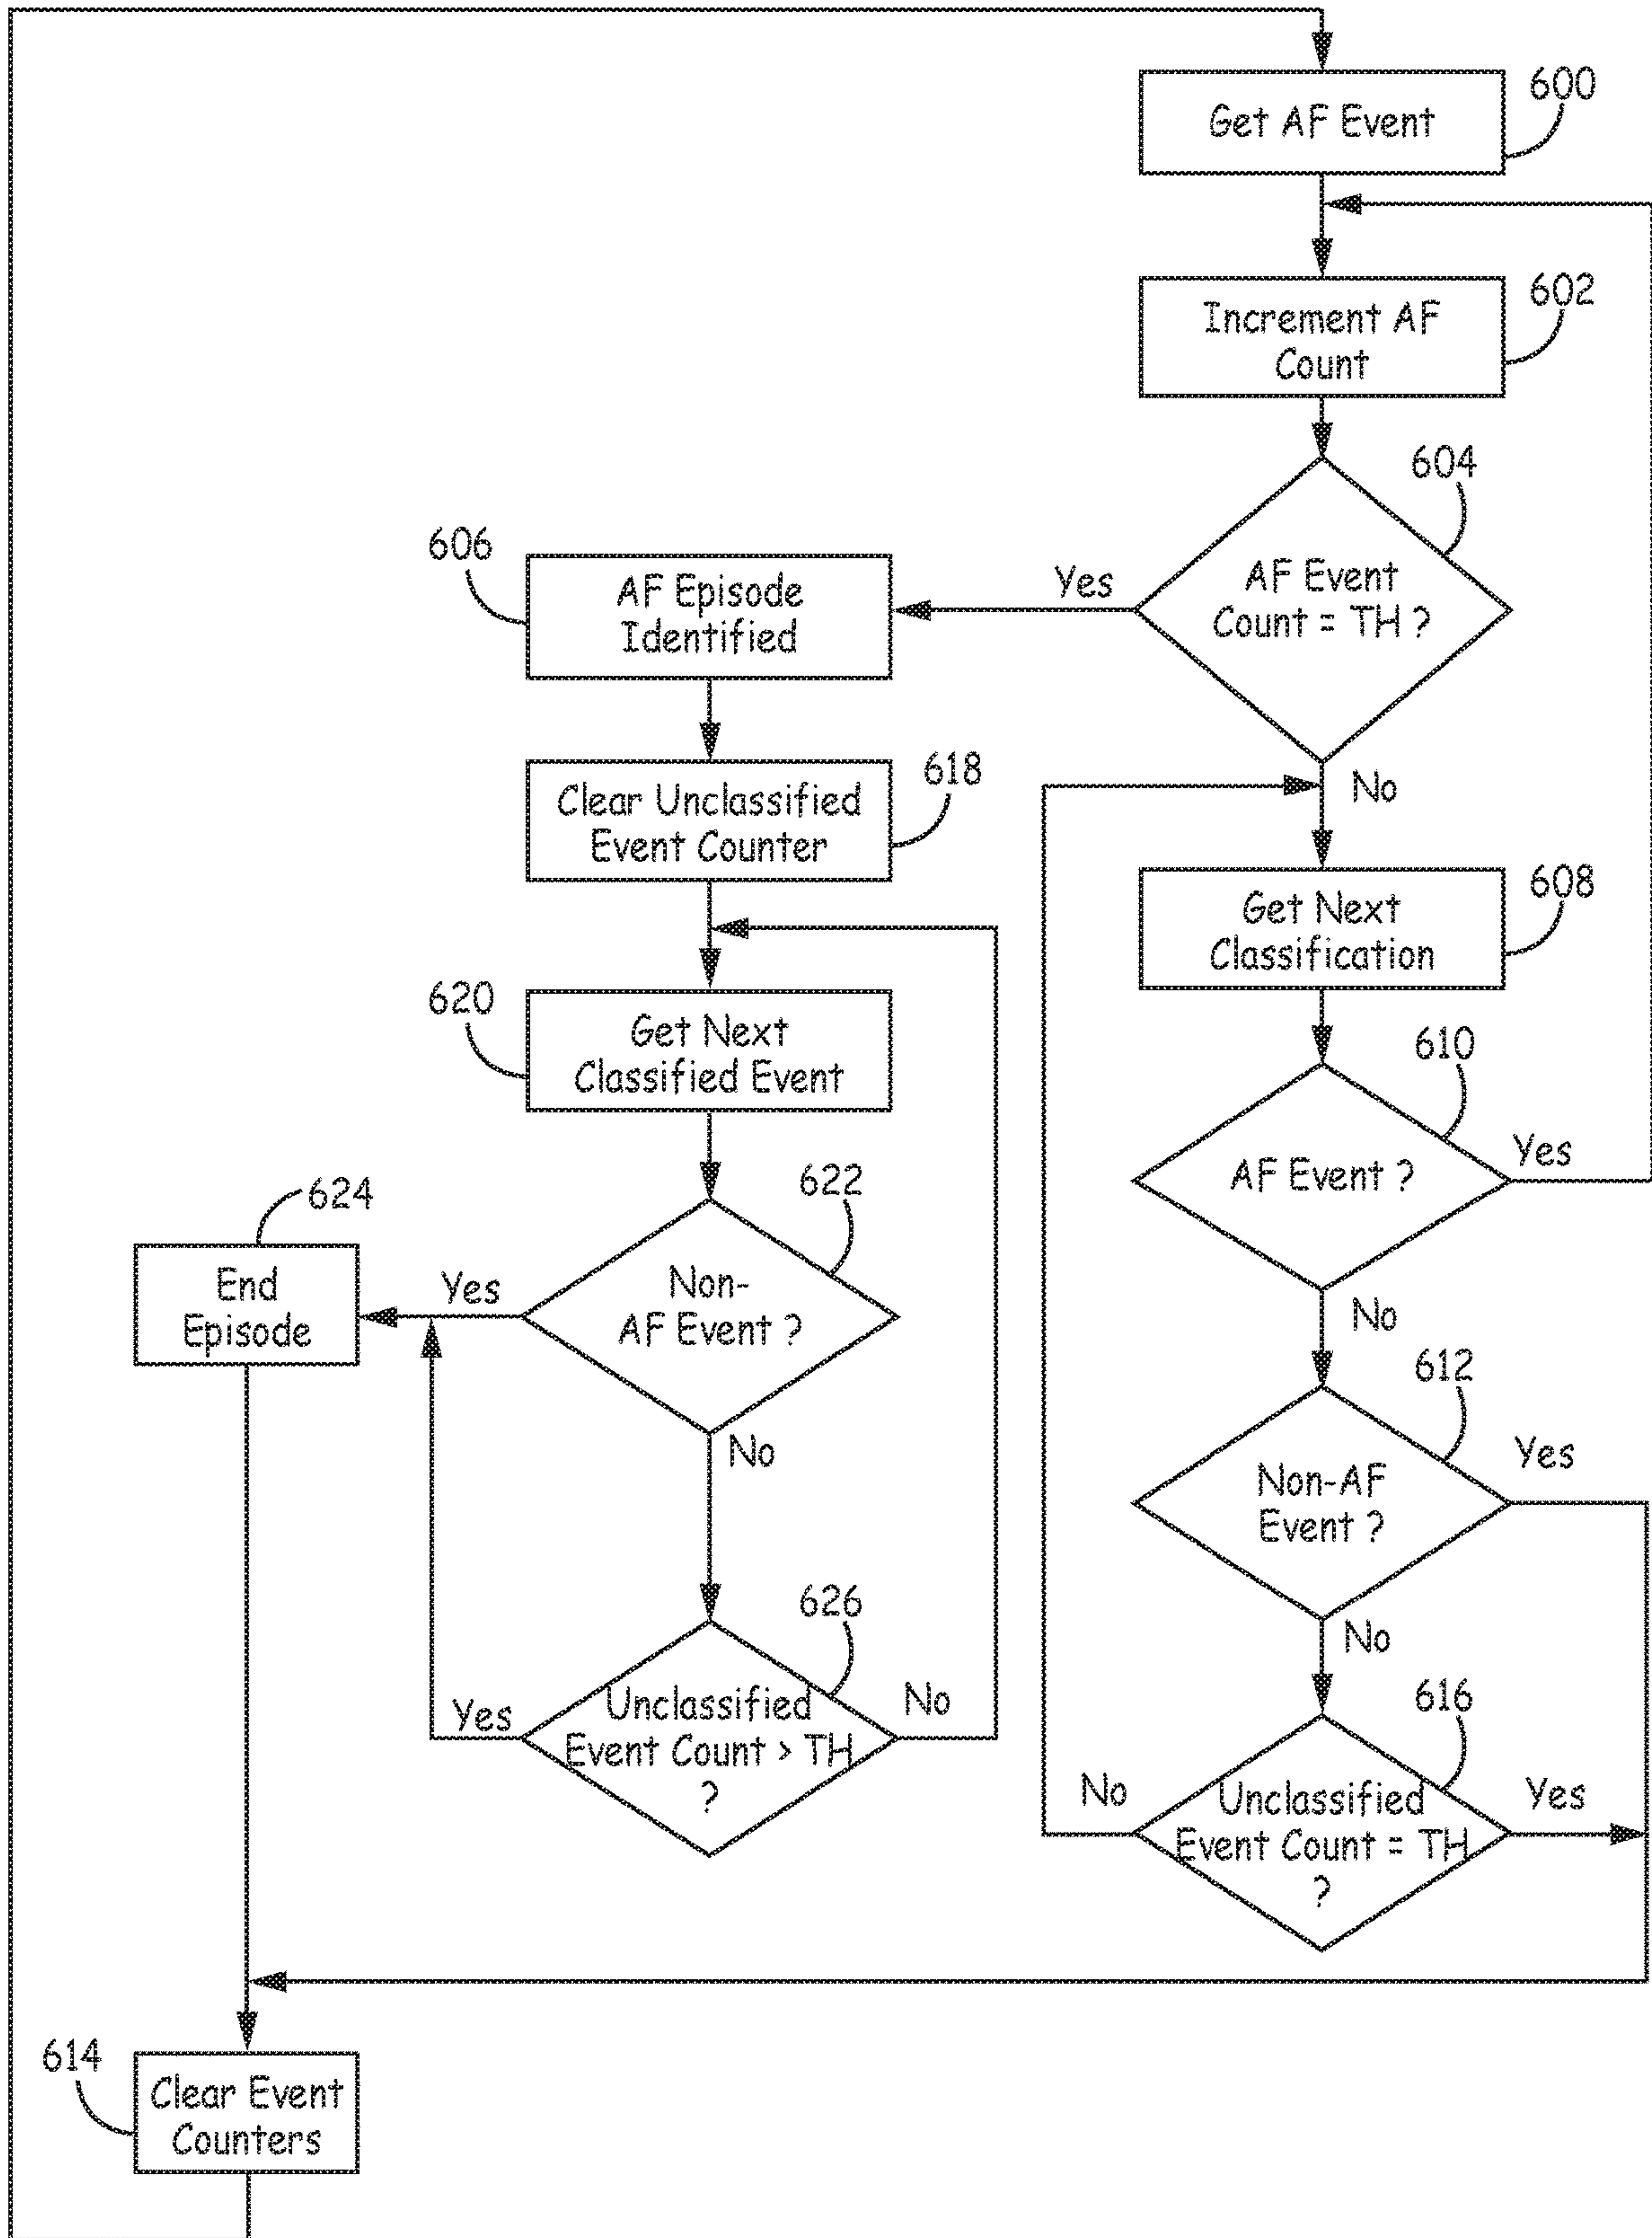 600
Get AF Event
602
Increment AF
Count
604
AF Event
Count = TH ?
Yes
No
606
AF Episode
Identified
618
Clear Unclassified
Event Counter
608
Get Next
Classification
620
Get Next
Classified Event
610
AF Event ?
Yes
No
622
Non-
AF Event ?
Yes
No
624
End
Episode
612
Non-AF
Event ?
Yes
No
626
Unclassified
Event Count > TH
?
Yes
No
616
Unclassified
Event Count = TH
?
No
Yes
614
Clear Event
Counters